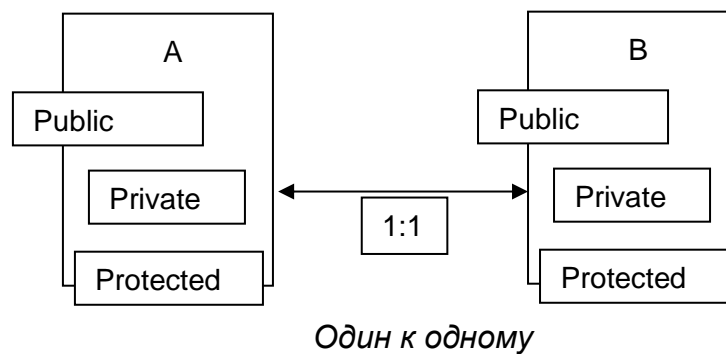 A
B
Public
Public
Private
Private
1:1
Protected
Protected
Один к одному